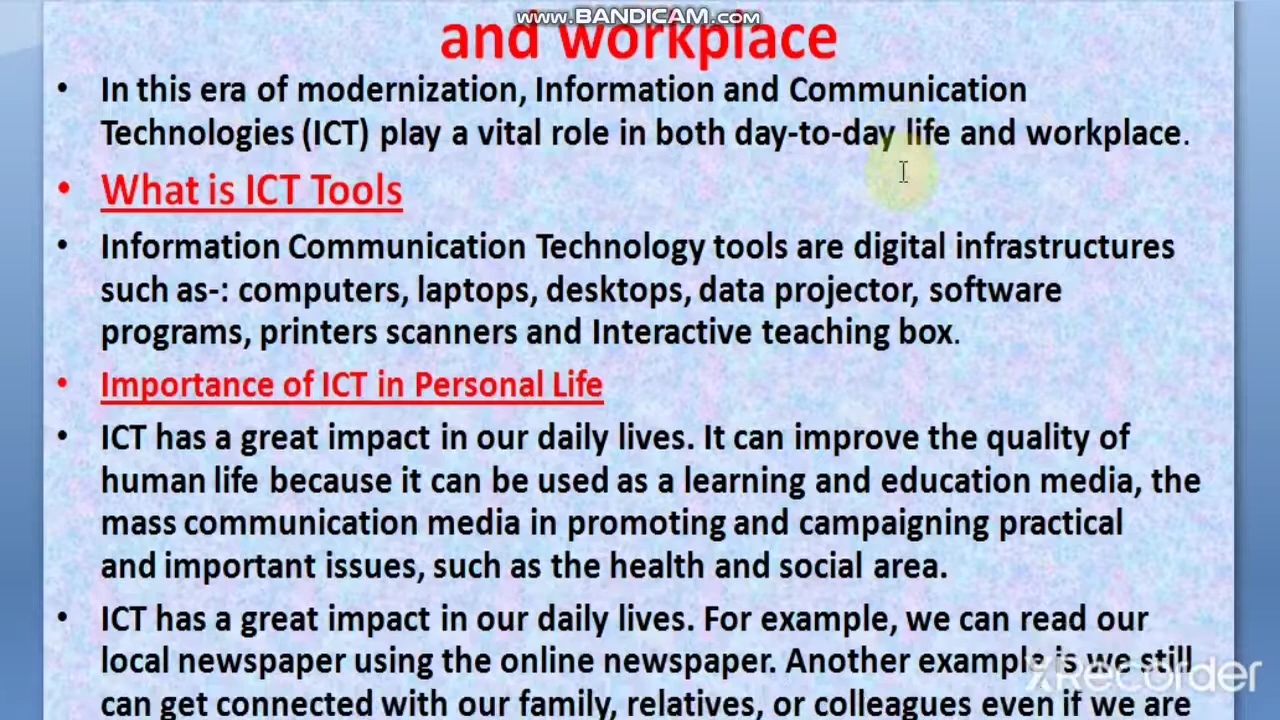 www.BANDICAM.com
and workplace
• In this era of modernization, Information and Communication
Technologies (ICT) play a vital role in both day-to-day life and workplace.
• What is ICT Tools
• Information Communication Technology tools are digital infrastructures
such as-: computers, laptops, desktops, data projector, software
programs, printers scanners and Interactive teaching box.
• Importance of ICT in Personal Life
• ICT has a great impact in our daily lives. It can improve the quality of
human life because it can be used as a learning and education media, the
mass communication media in promoting and campaigning practical
and important issues, such as the health and social area.
• ICT has a great impact in our daily lives. For example, we can read our
local newspaper using the online newspaper. Another example is we still
can get connected with our family, relatives, or colleagues even if we are
XRecorder